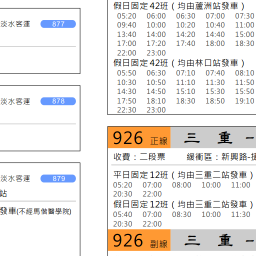 淡水客運 877
淡水客運 878
淡水客運 879
站
發車(不經馬偕醫學院)
假日固定42班（均由蘆洲站發車）
05:20 06:00 06:30 07:00 07:30
09:40 10:00 10:20 10:40 11:00
13:40 14:00 14:20 14:40 15:00
17:00 17:20 17:40 18:00 18:30
22:00 23:00
假日固定42班（均由林口站發車）
05:50 06:30 07:10 07:40 08:10
10:30 10:50 11:10 11:30 11:50
14:30 14:50 15:10 15:30 15:50
17:50 18:10 18:30 18:50 19:10
22:30 23:00
926 正線 三 重 一
收費：二段票 緩衝區：新興路-捷
平日固定12班（均由三重二站發車）
05:20 07:00 08:00 10:00 11:00
20:30 22:00
假日固定12班（均由三重二站發車）
05:40 07:00 08:30 10:00 11:30
20:30 22:00
926 副線 三 重 一